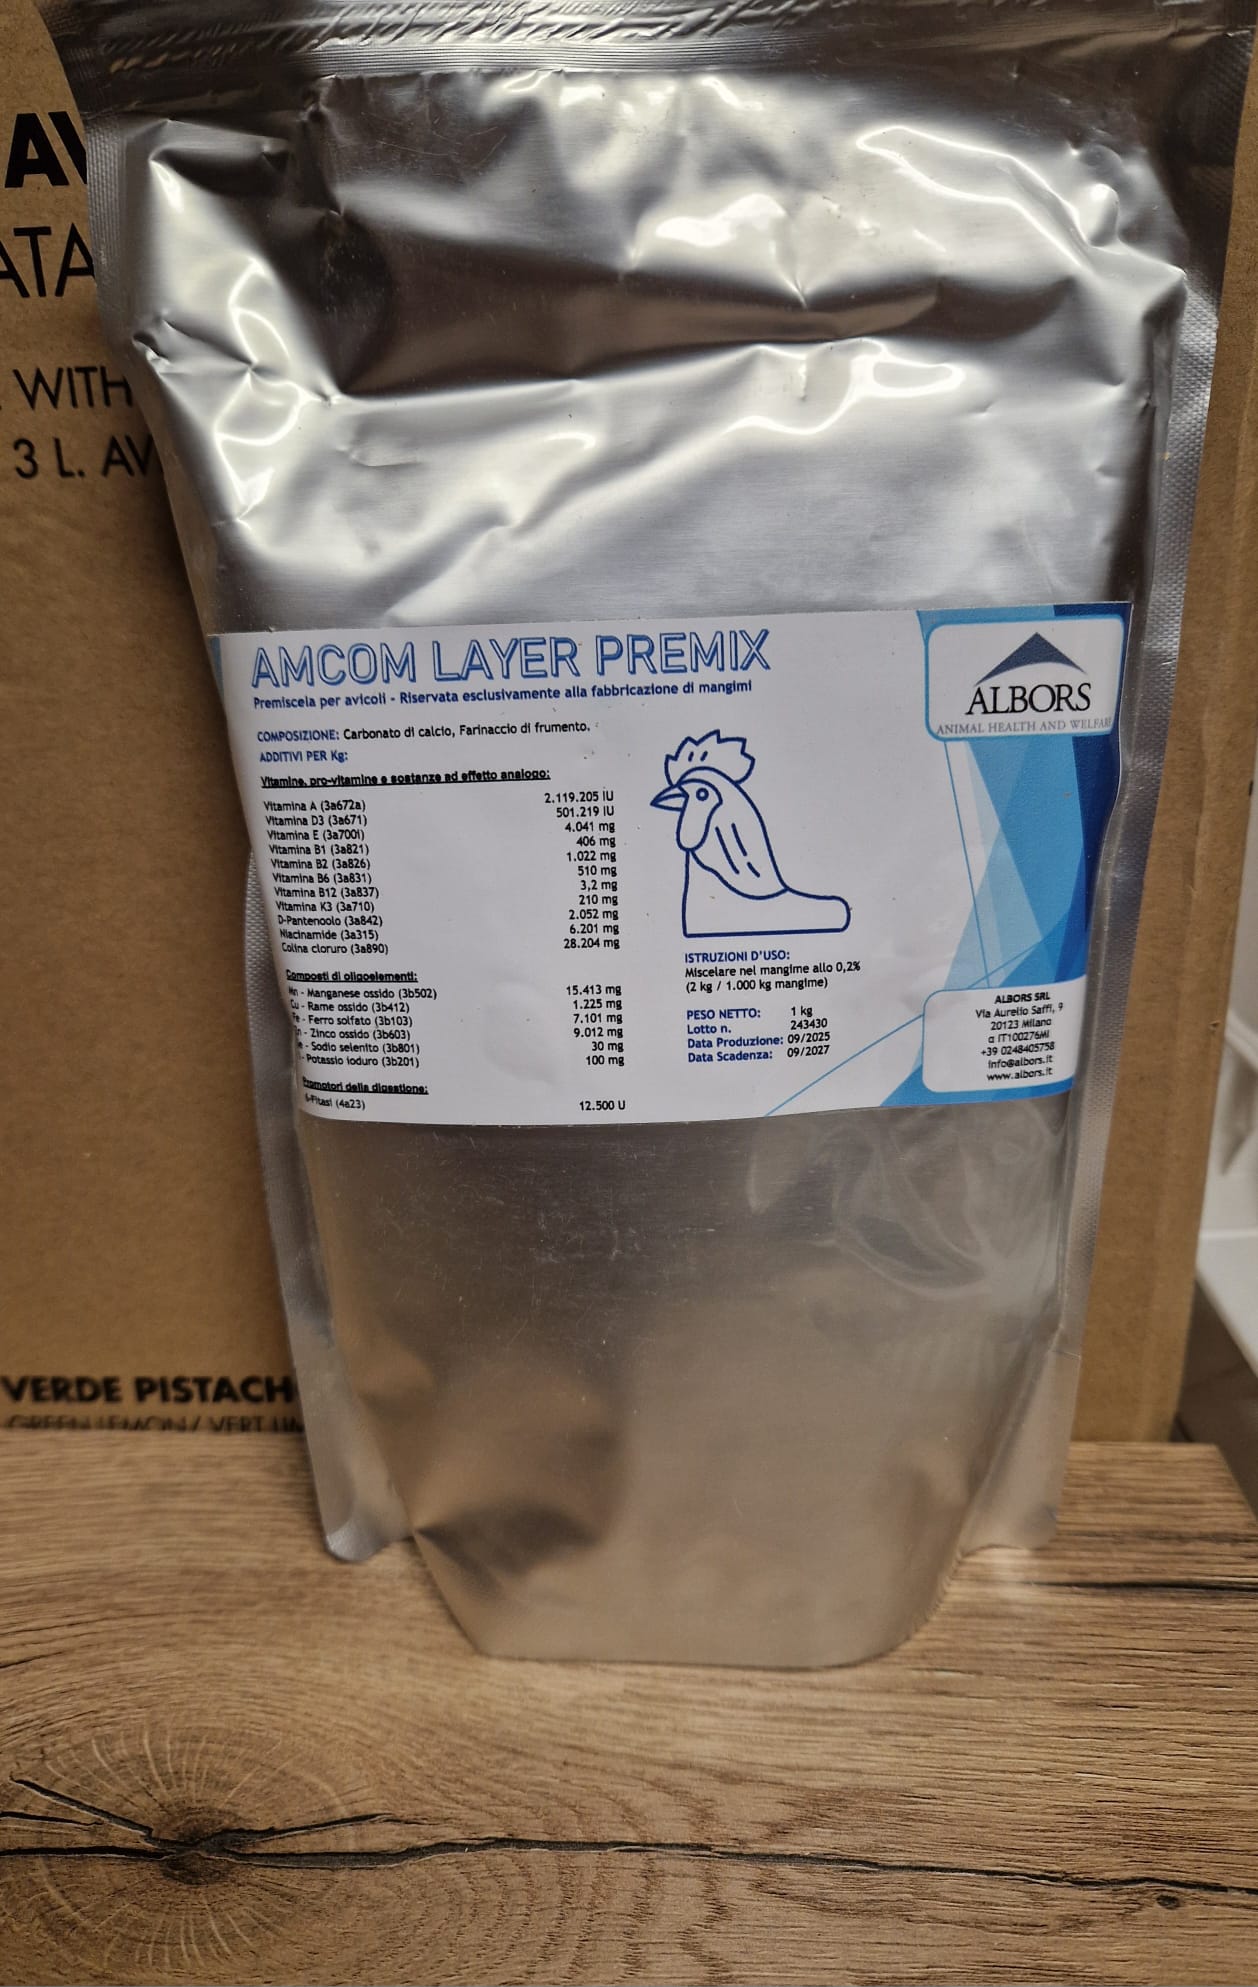 WITH
3 L. AV
AMCOM LAYER PREMIX
Premiscela per avicoli - Riservata esclusivamente alla fabbricazione di mangimi
COMPOSIZIONE: Carbonato di calcio, Farinaccio di frumento.
ADDITIVI PER Kg:
Vitamine, pro-vitamine e sostanze ad effetto analogo:
Vitamina A (3a672a) 2.119.205 IU
Vitamina D3 (3a671) 501.219 IU
Vitamina E (3a700i) 4.041 mg
Vitamina B1 (3a821) 406 mg
Vitamina B2 (3a826) 1.022 mg
Vitamina B6 (3a831) 510 mg
Vitamina B12 (3a837) 3,2 mg
Vitamina K3 (3a710) 210 mg
D-Pantenoolo (3a842) 2.052 mg
Niacinamide (3a315) 6.201 mg
Colina cloruro (3a890) 28.204 mg
Composti di oligoelementi:
Mn - Manganese ossido (3b502) 15.413 mg
Cu - Rame ossido (3b412) 1.225 mg
Fe - Ferro solfato (3b103) 7.101 mg
- Zinco ossido (3b603) 9.012 mg
- Sodio selenito (3b801) 30 mg
- Potassio ioduro (3b201) 100 mg
Promotori della digestione:
6-Fitasi (4a23) 12.500 U
ISTRUZIONI D'USO:
Miscelare nel mangime allo 0,2%
(2 kg / 1.000 kg mangime)
PESO NETTO: 1 kg
Lotto n. 243430
Data Produzione: 09/2025
Data Scadenza: 09/2027
ALBORS
ANIMAL HEALTH AND WELFARE
ALBORS SRL
Via Aurelio Saffi, 9
20123 Milano
α IT100276MI
+39 0248405758
info@albors.it
www.albors.it
VERDE PISTACH
GREEN LEMON / VERT LIM